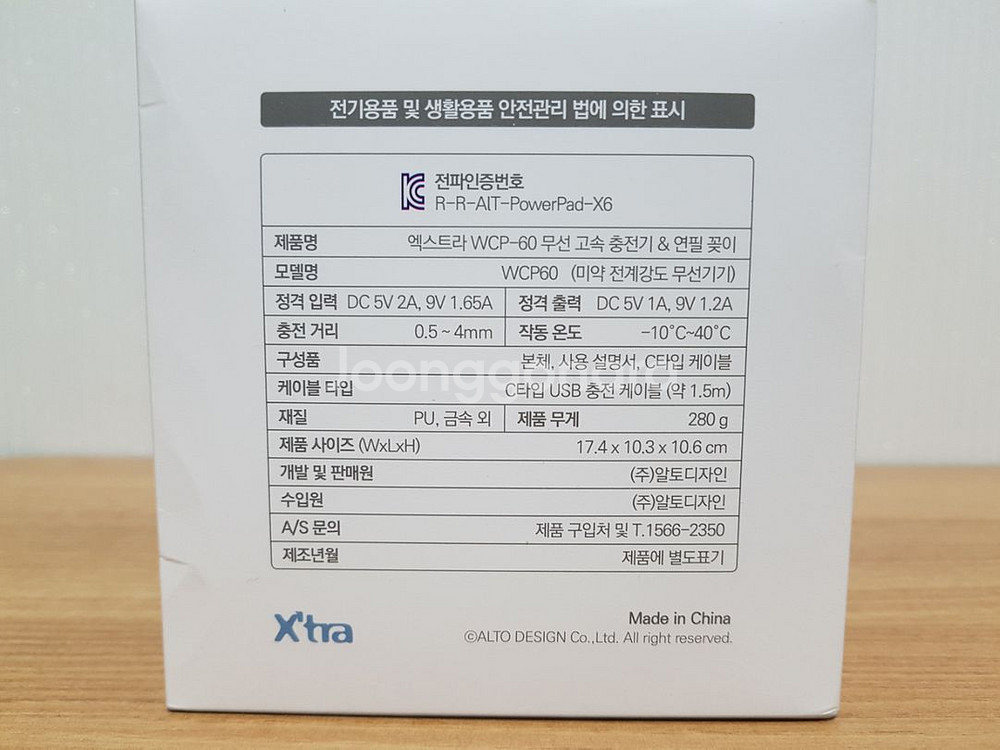 전기용품 및 생활용품 안전관리 법에 의한 표시
전파인증번호
R-R-AlT-PowerPad-X6
제품명 엑스트라 WCP-60 무선 고속 충전기 & 연필 꽂이
모델명 WCP60 (미약 전계강도 무선기기)
정격 입력 DC 5V 2A, 9V 1.65A 정격 출력 DC 5V 1A, 9V 1.2A
충전 거리 0.5 ~ 4mm 작동 온도 -10˚C~40˚C
구성품 본체, 사용 설명서, C타입 케이블
케이블 타입 C타입 USB 충전 케이블 (약 1.5m)
재질 PU, 금속 외 제품 무게 280 g
제품 사이즈 (WxLxH) 17.4 x 10.3 x 10.6 cm
개발 및 판매원 (주)알토디자인
수입원 (주)알토디자인
A/S 문의 제품 구입처 및 T.1566-2350
제조년월 제품에 별도표기
X'tra
Made in China
©ALTO DESIGN Co.,Ltd. All right reserved.